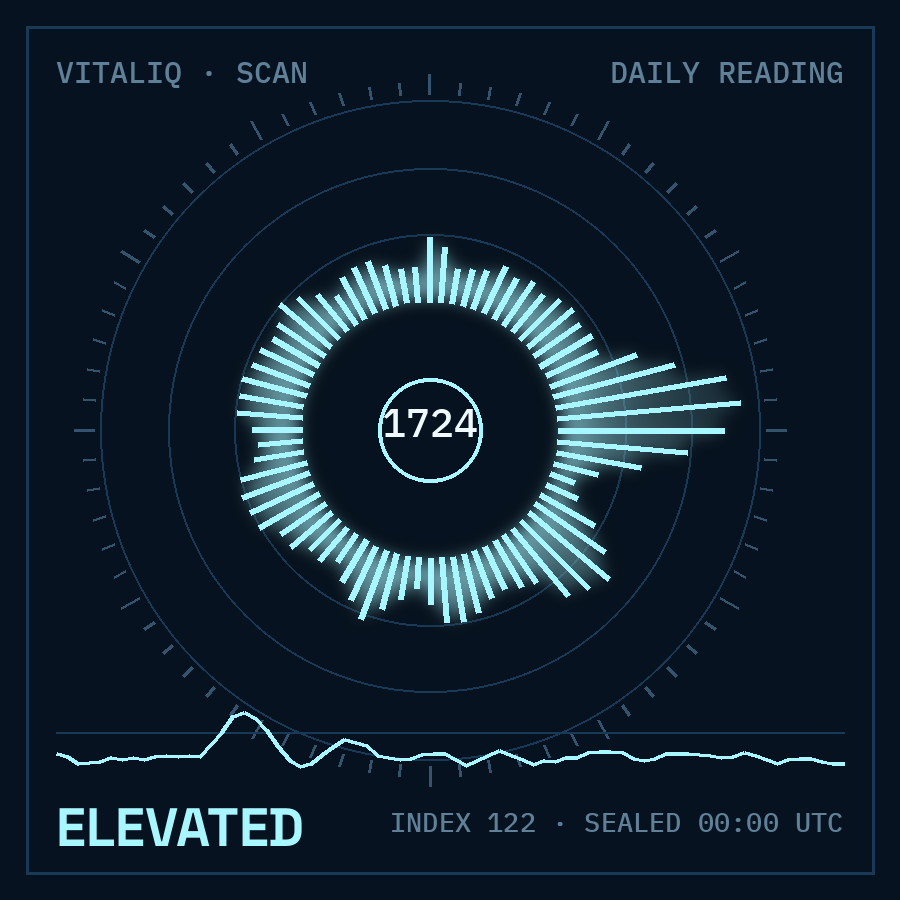 VITALIQ · SCAN
DAILY READING
1724
ELEVATED
INDEX 122 · SEALED 00:00 UTC